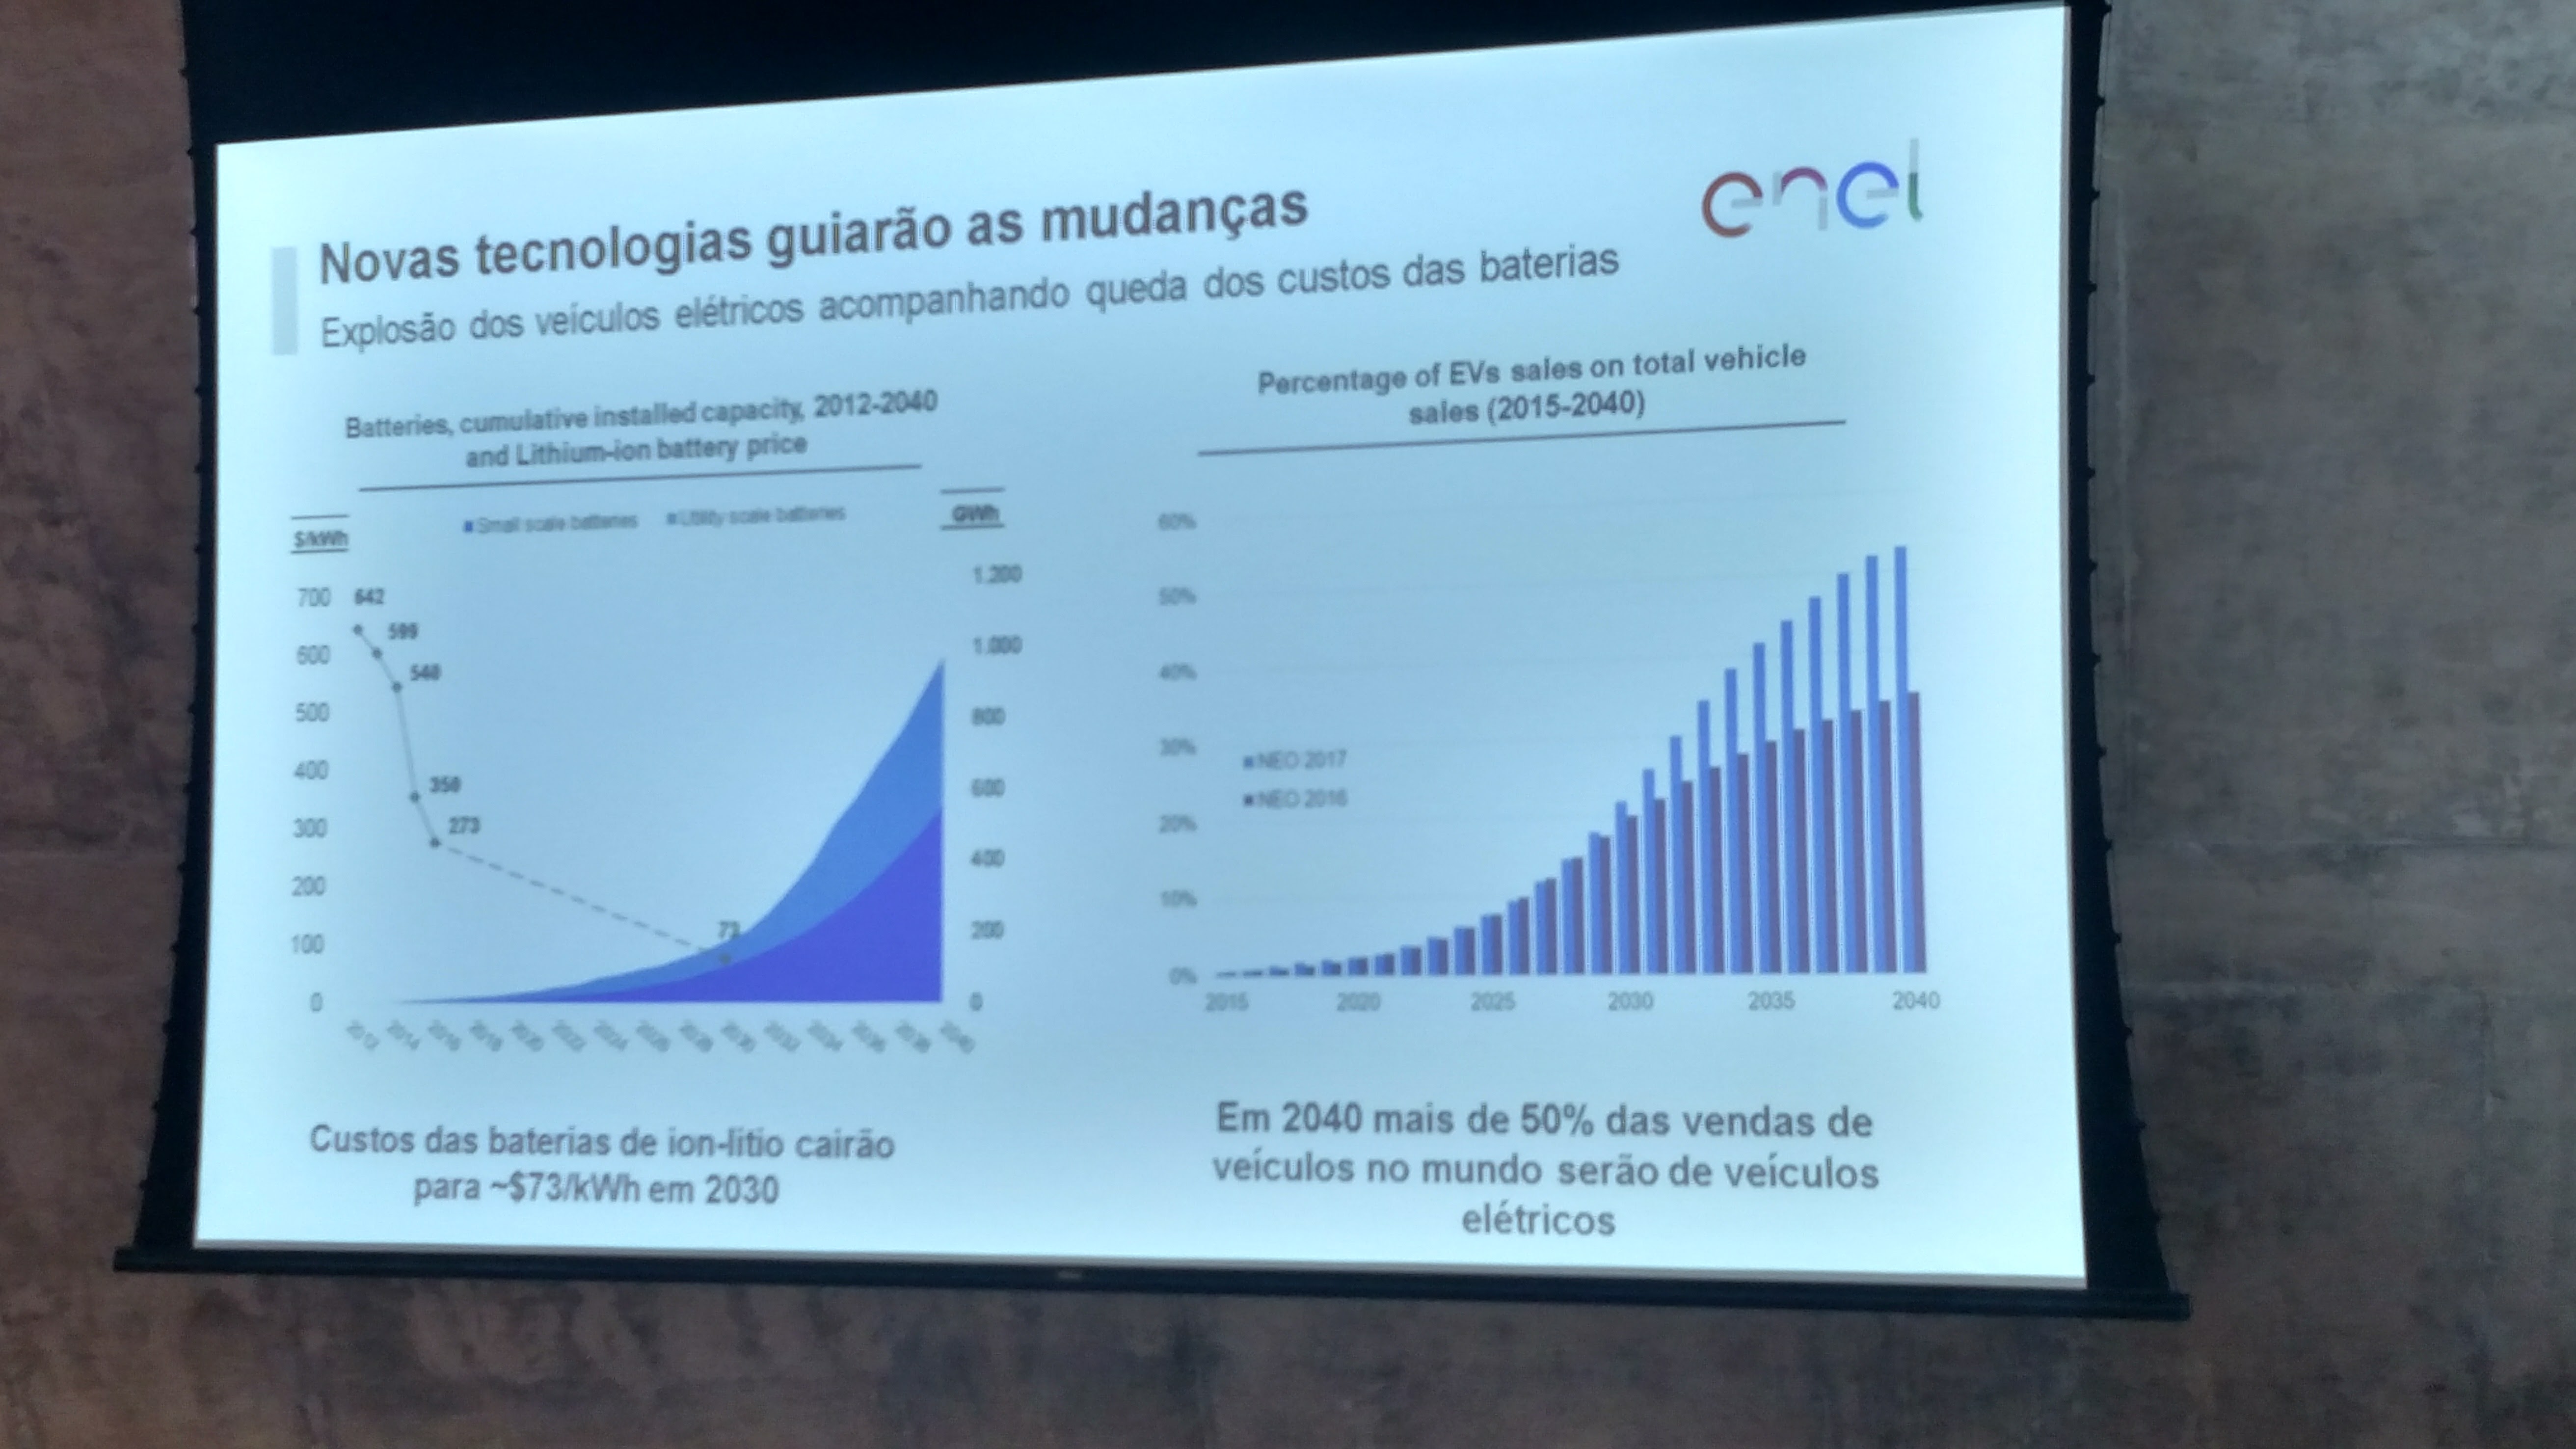 enel
Novas tecnologias guiarão as mudanças
Explosão dos veículos elétricos acompanhando queda dos custos das baterias
Batteries, cumulative installed capacity, 2012-2040
and Lithium-ion battery price
Small scale batteries
Utility scale batteries
$/kWh
GWh
700
600
500
400
300
200
100
0
642
599
540
350
273
73
1.200
1.000
800
600
400
200
0
2012 2014 2016 2018 2020 2022 2024 2026 2028 2030 2032 2034 2036 2038 2040
Custos das baterias de ion-litio cairão
para ~$73/kWh em 2030
Percentage of EVs sales on total vehicle
sales (2015-2040)
60%
50%
40%
30%
20%
10%
0%
NEO 2017
NEO 2016
2015 2020 2025 2030 2035 2040
Em 2040 mais de 50% das vendas de
veículos no mundo serão de veículos
elétricos